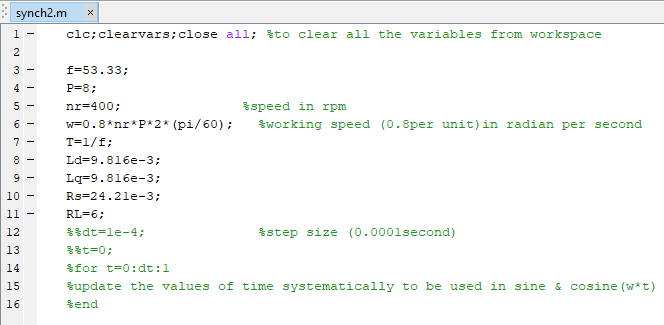 synch2.m ×
1 – clc;clearvars;close all; %to clear all the variables from workspace
2
3 – f=53.33;
4 – P=8;
5 – nr=400; %speed in rpm
6 – w=0.8*nr*P*2*(pi/60); %working speed (0.8per unit)in radian per second
7 – T=1/f;
8 – Ld=9.816e-3;
9 – Lq=9.816e-3;
10 – Rs=24.21e-3;
11 – RL=6;
12 %%dt=1e-4; %step size (0.0001second)
13 %%t=0;
14 %for t=0:dt:1
15 %update the values of time systematically to be used in sine & cosine(w*t)
16 %end